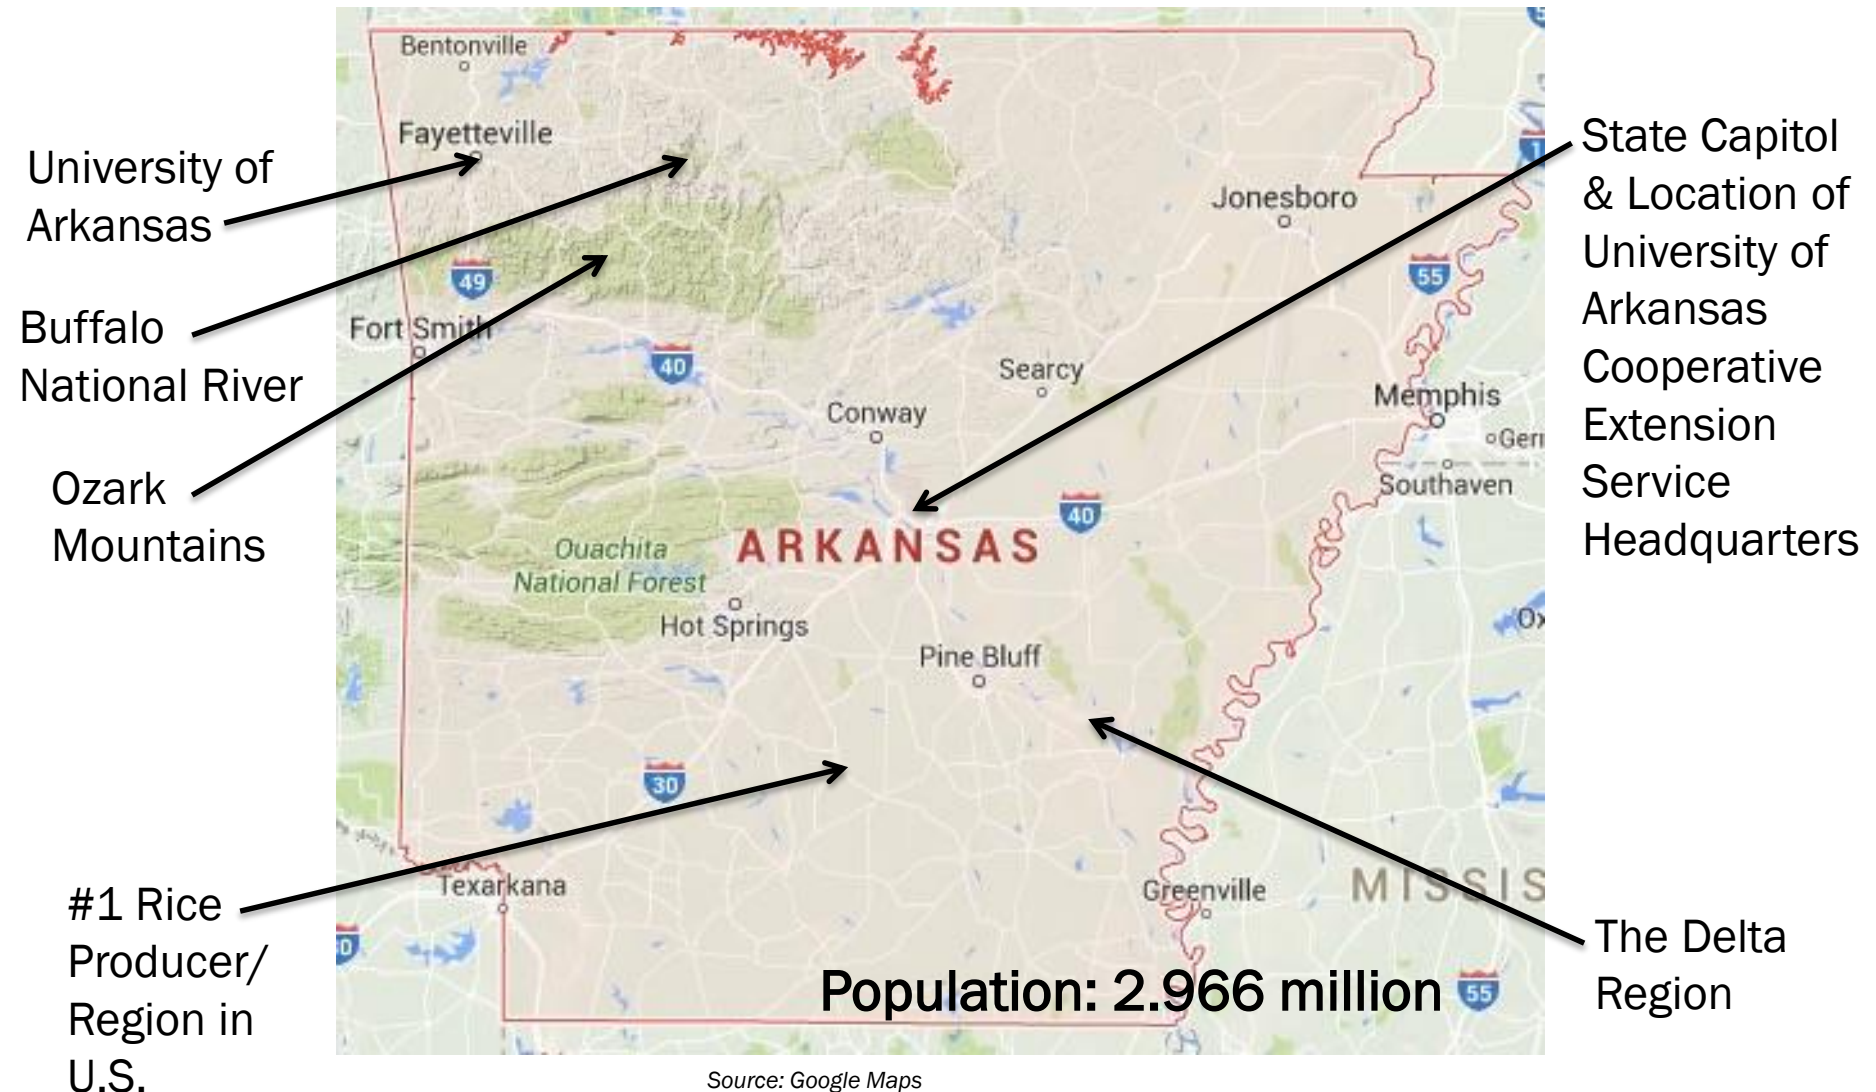 Bentonville
Fayetteville
University of
Arkansas
Buffalo
National River
Ozark
Mountains
#1 Rice
Producer/
Region in
U.S.
49
Fort Smith
40
Jonesboro
55
Searcy
Conway
Memphis
Southaven
40
ARKANSAS
Ouachita
National Forest
Hot Springs
Pine Bluff
30
Texarkana
Greenville
MISSIS
Population: 2.966 million
55
State Capitol
& Location of
University of
Arkansas
Cooperative
Extension
Service
Headquarters
The Delta
Region
Source: Google Maps